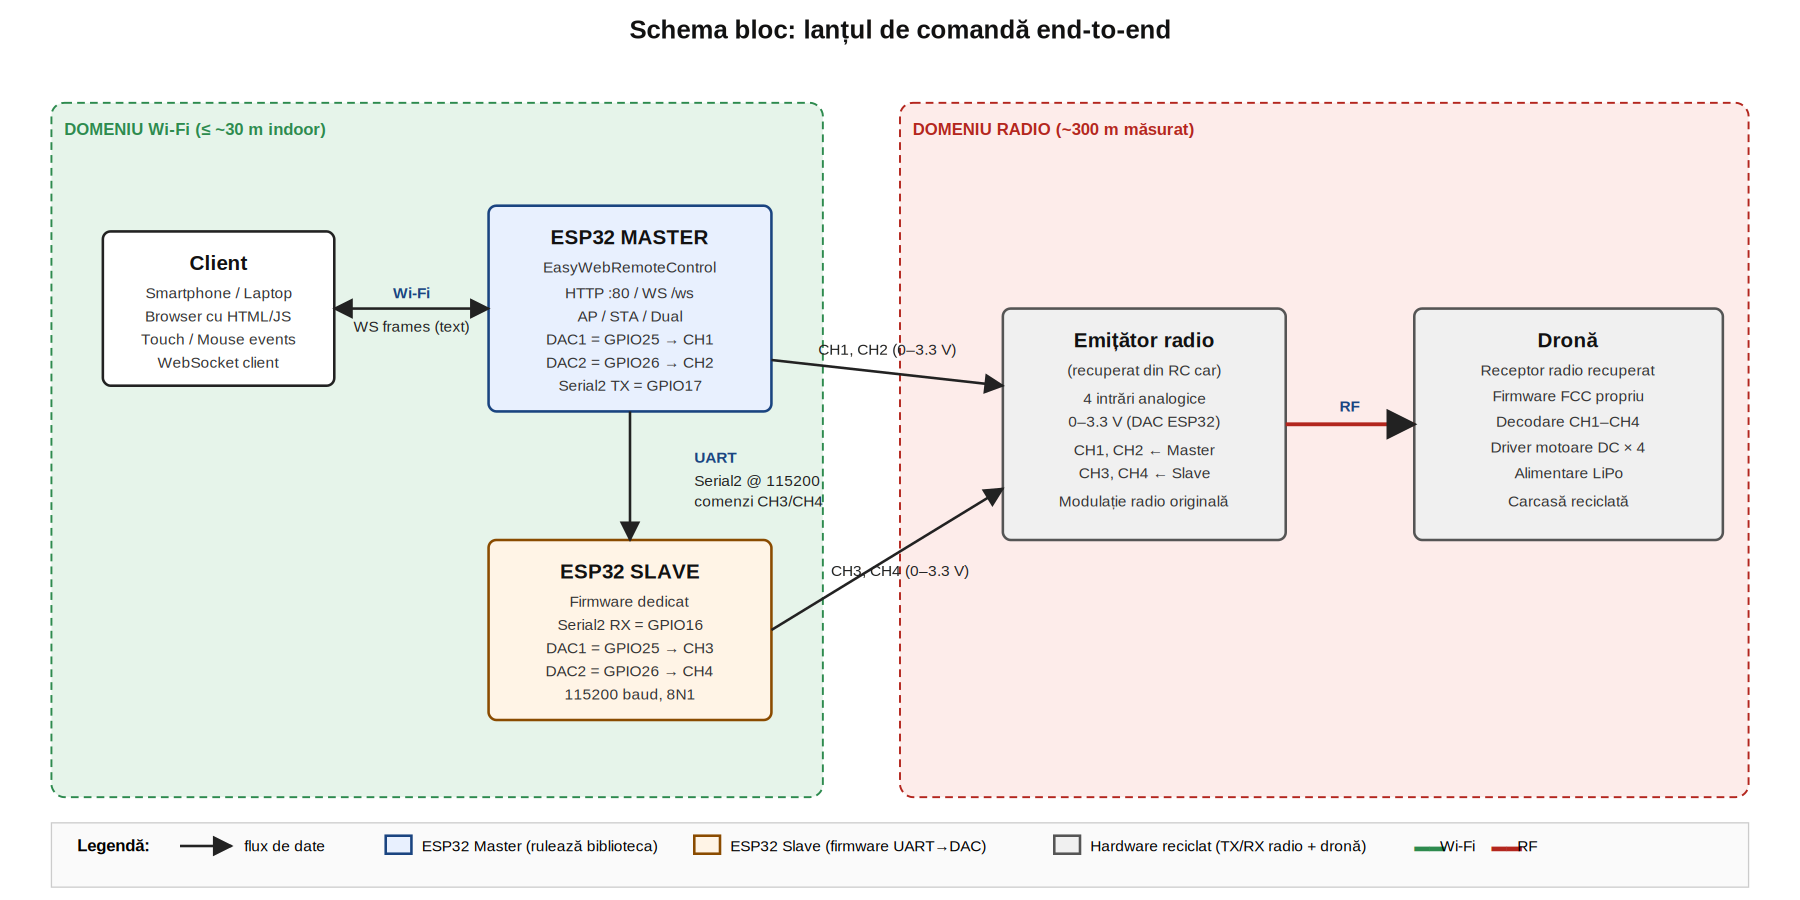 Schema bloc: lanțul de comandă end-to-end
DOMENIU Wi-Fi (≤ ~30 m indoor)
Client
Smartphone / Laptop
Browser cu HTML/JS
Touch / Mouse events
WebSocket client
Wi-Fi
WS frames (text)
ESP32 MASTER
EasyWebRemoteControl
HTTP :80 / WS /ws
AP / STA / Dual
DAC1 = GPIO25 → CH1
DAC2 = GPIO26 → CH2
Serial2 TX = GPIO17
UART
Serial2 @ 115200
comenzi CH3/CH4
ESP32 SLAVE
Firmware dedicat
Serial2 RX = GPIO16
DAC1 = GPIO25 → CH3
DAC2 = GPIO26 → CH4
115200 baud, 8N1
CH1, CH2 (0–3.3 V)
CH3, CH4 (0–3.3 V)
DOMENIU RADIO (~300 m măsurat)
Emițător radio
(recuperat din RC car)
4 intrări analogice
0–3.3 V (DAC ESP32)
CH1, CH2 ← Master
CH3, CH4 ← Slave
Modulație radio originală
RF
Dronă
Receptor radio recuperat
Firmware FCC propriu
Decodare CH1–CH4
Driver motoare DC × 4
Alimentare LiPo
Carcasă reciclată
Legendă:
flux de date
ESP32 Master (rulează biblioteca)
ESP32 Slave (firmware UART→DAC)
Hardware reciclat (TX/RX radio + dronă)
Wi-Fi
RF